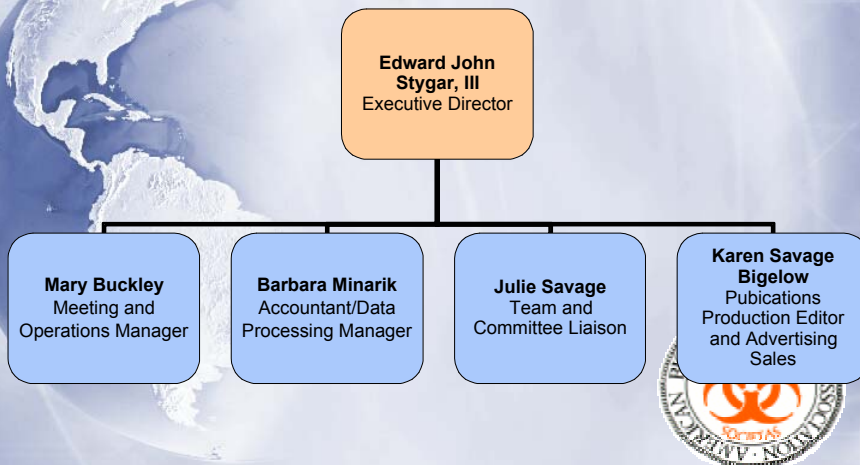 Edward John
Stygar, III
Executive Director
Mary Buckley
Meeting and
Operations Manager
Barbara Minarik
Accountant/Data
Processing Manager
Julie Savage
Team and
Committee Liaison
Karen Savage
Bigelow
Pubications
Production Editor
and Advertising
Sales
AMERICAN